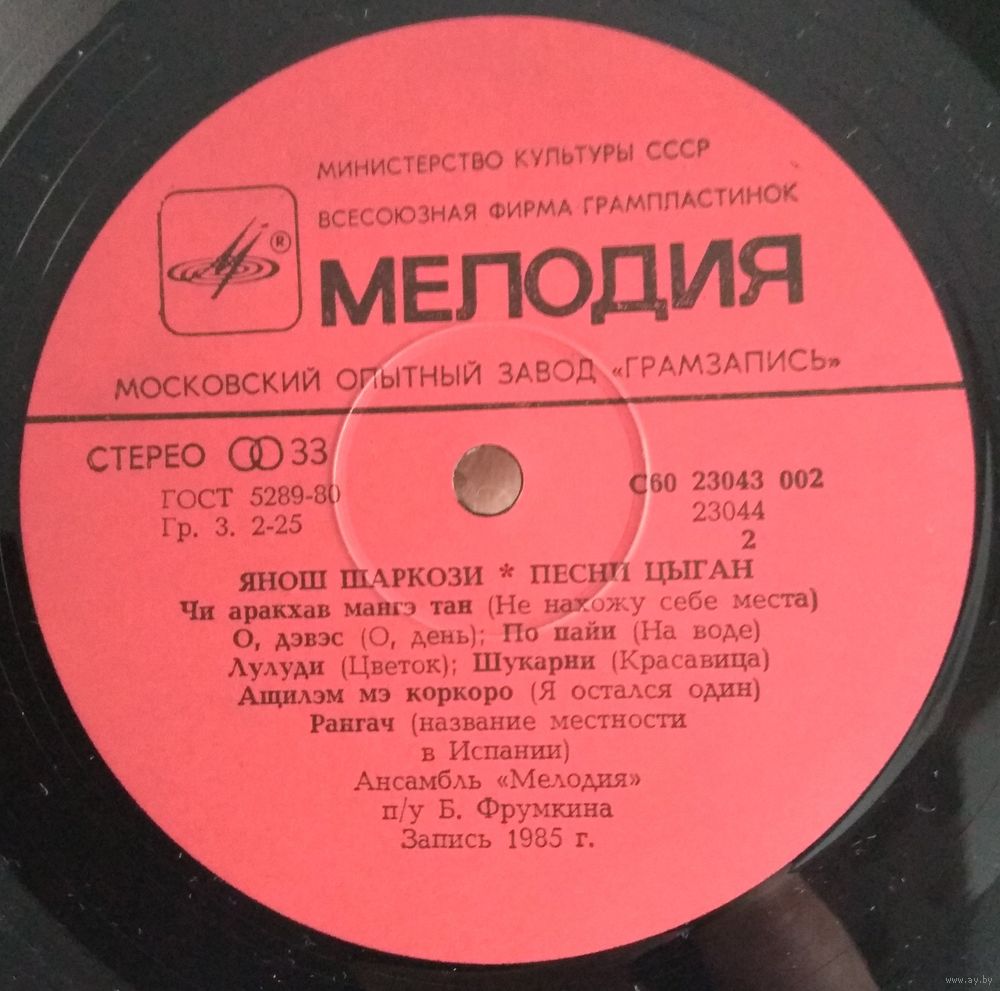 МИНИСТЕРСТВО КУЛЬТУРЫ СССР
ВСЕСОЮЗНАЯ ФИРМА ГРАМПЛАСТИНОК
®
МЕЛОДИЯ
МОСКОВСКИЙ ОПЫТНЫЙ ЗАВОД «ГРАМЗАПИСЬ»
СТЕРЕО 33
ГОСТ 5289-80
Гр. 3. 2-25
С60 23043 002
23044
2
ЯНОШ ШАРКОЗИ * ПЕСНИ ЦЫГАН
Чи аракхав мангэ тан (Не нахожу себе места)
О, дэвэс (О, день); По пайи (На воде)
Лулуди (Цветок); Шукарни (Красавица)
Ащилэм мэ коркоро (Я остался один)
Рангач (название местности
в Испании)
Ансамбль «Мелодия»
п/у Б. Фрумкина
Запись 1985 г.
www.ay.by